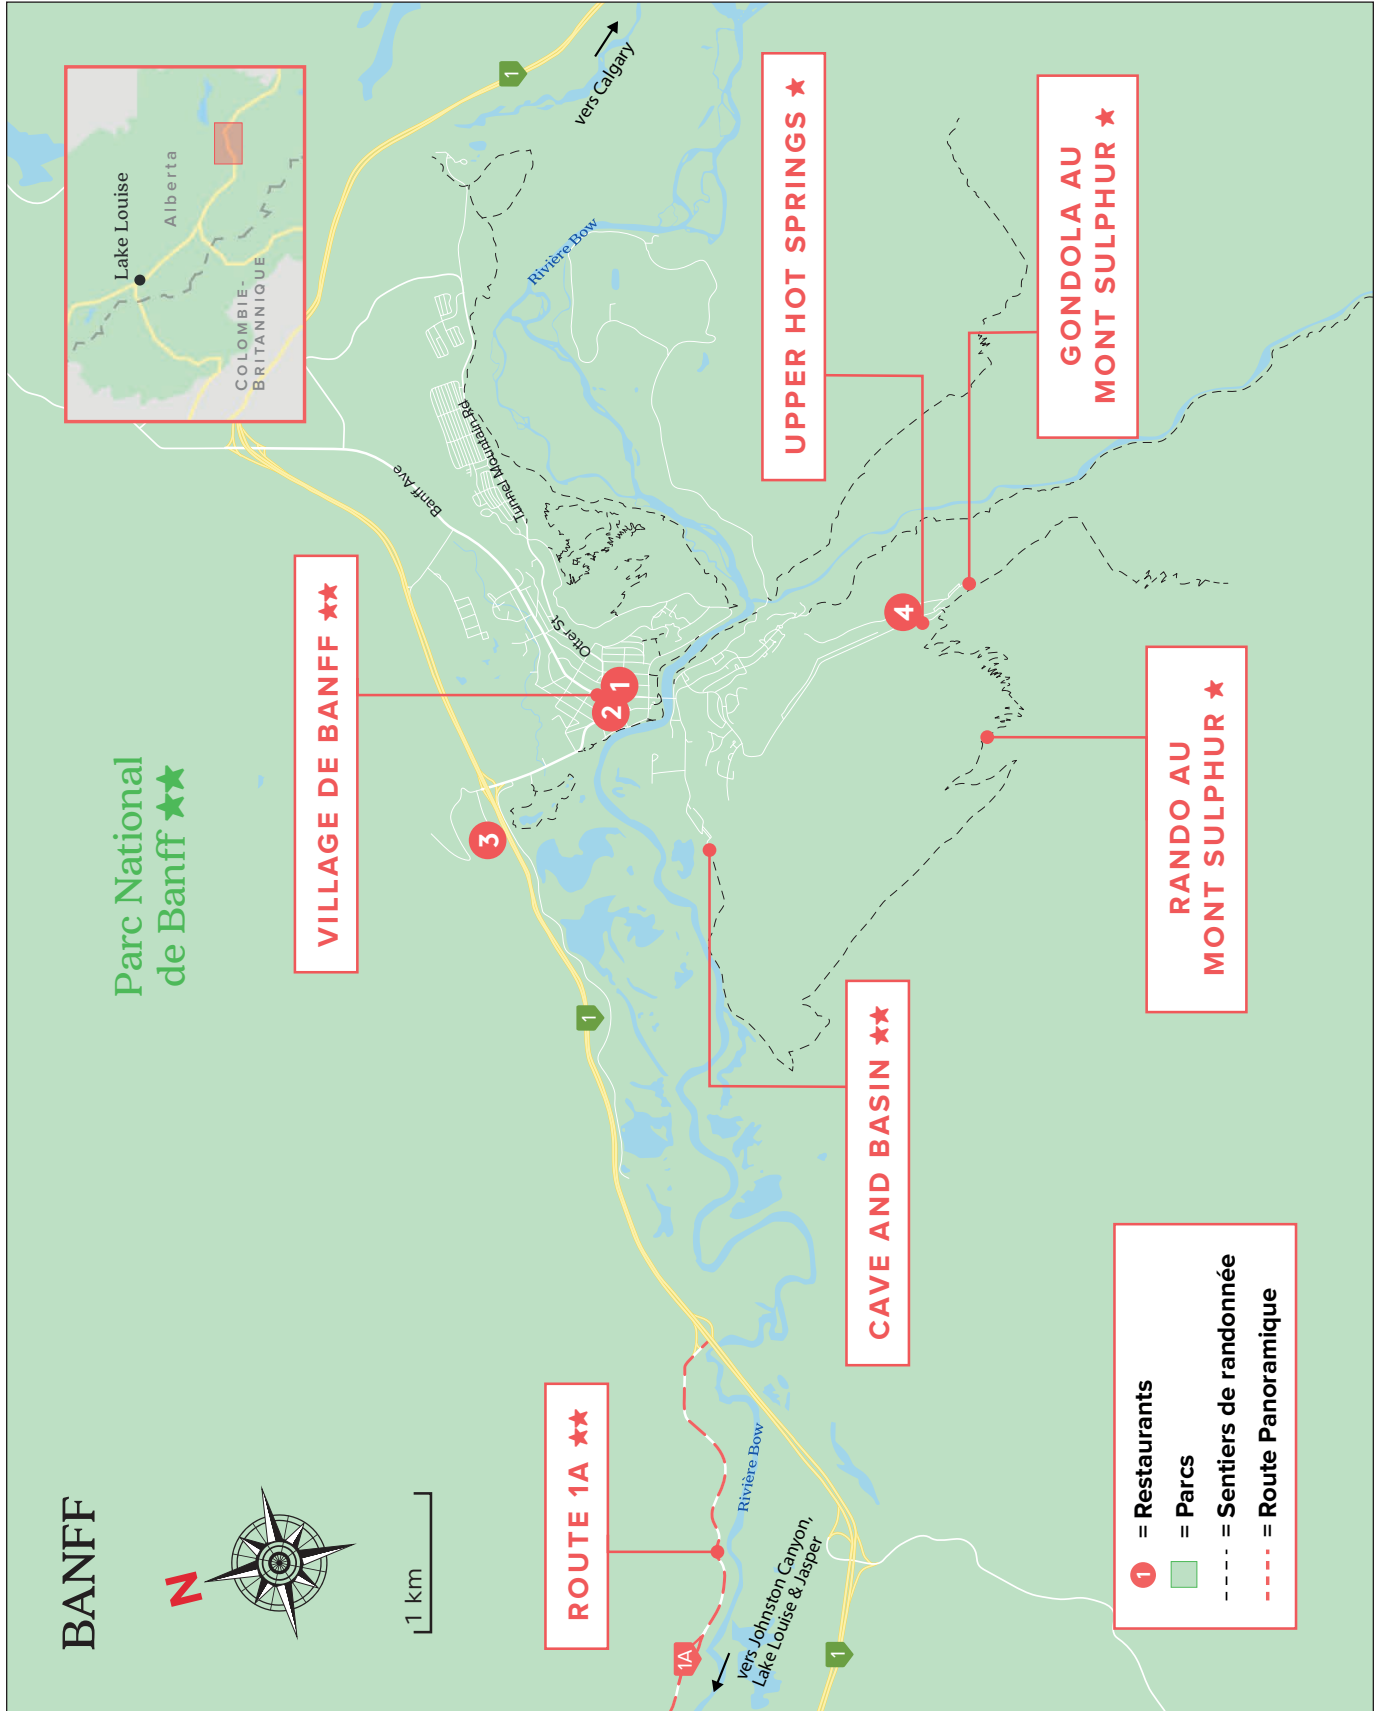 BANFF
N
1 km
Parc National
de Banff ★★
Lake Louise
Alberta
COLOMBIE-
BRITANNIQUE
VILLAGE DE BANFF ★★
ROUTE 1A ★★
CAVE AND BASIN ★★
UPPER HOT SPRINGS ★
GONDOLA AU
MONT SULPHUR ★
RANDO AU
MONT SULPHUR ★
vers Calgary
1
Rivière Bow
Banff Ave
Tunnel Mountain Rd
Otter St
1
2
3
4
1
Rivière Bow
vers Johnston Canyon,
Lake Louise & Jasper
1A
1
1 = Restaurants
= Parcs
= Sentiers de randonnée
= Route Panoramique